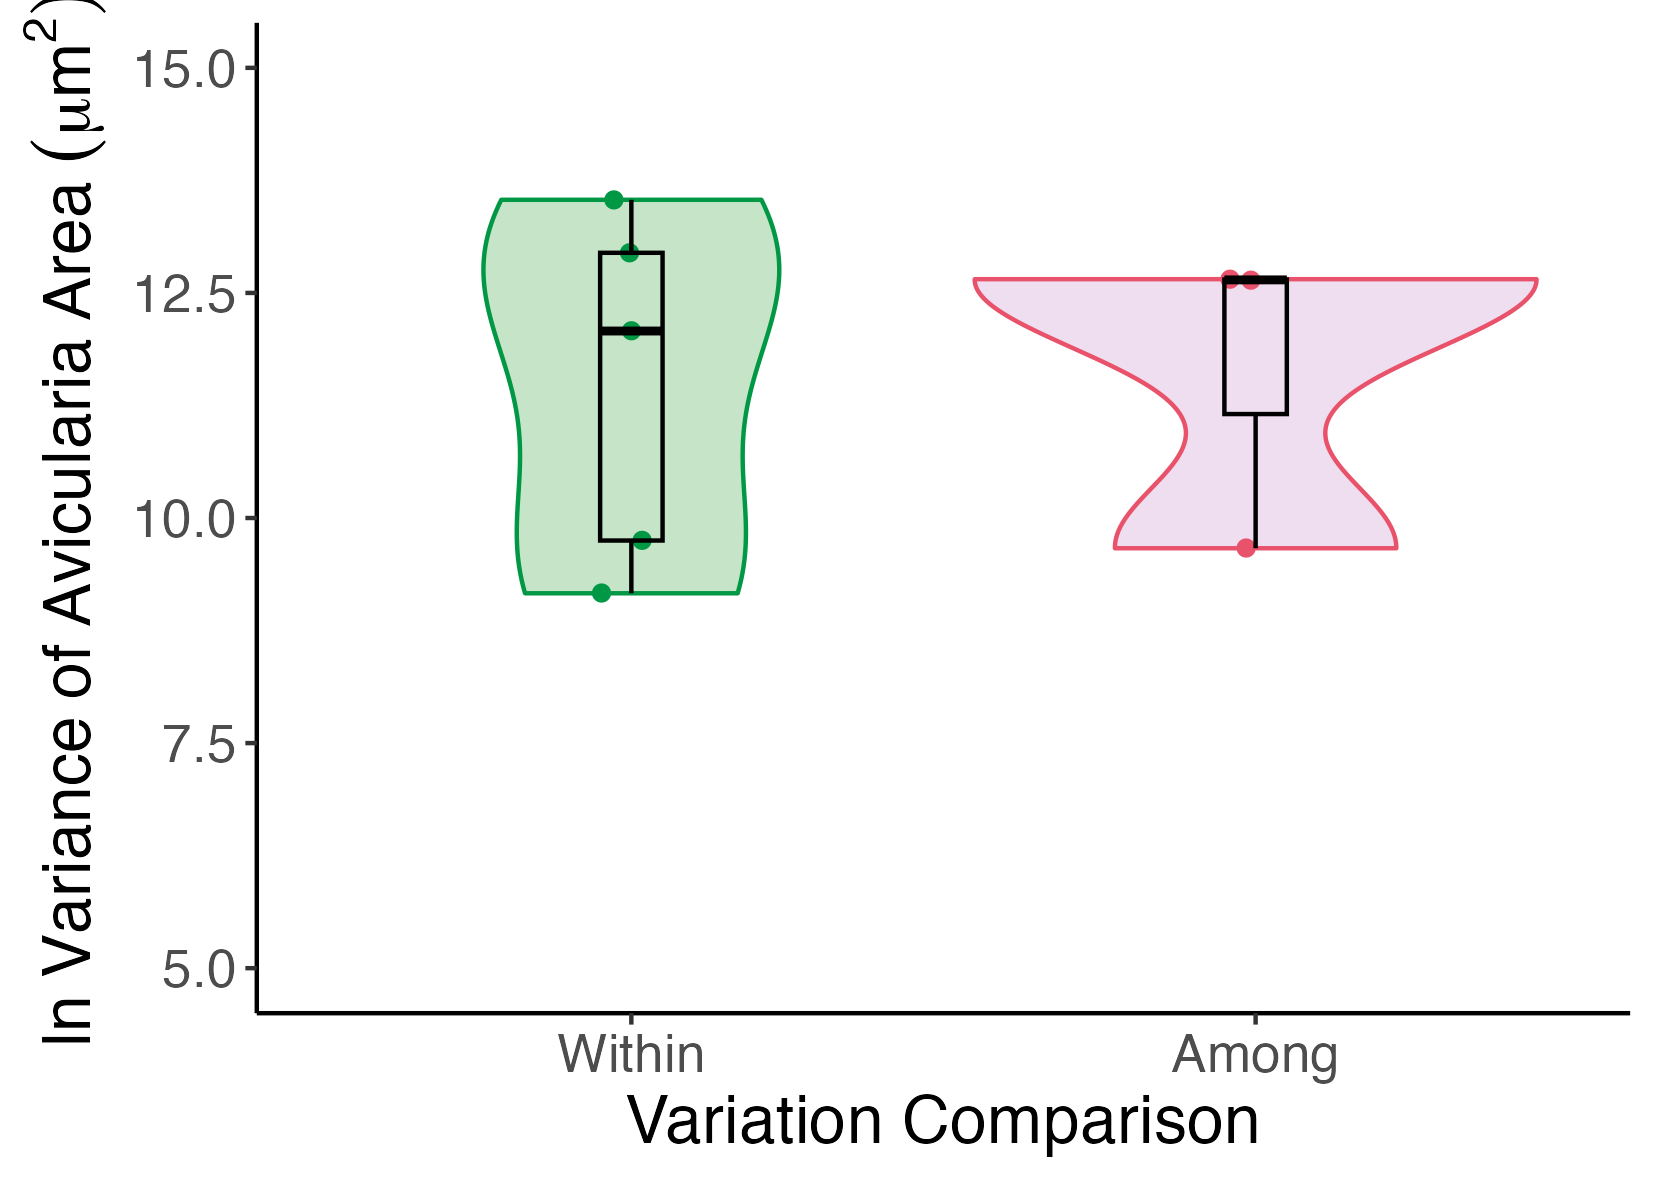 ln Variance of Avicularia Area (μm²)
15.0
12.5
10.0
7.5
5.0
Within Among
Variation Comparison